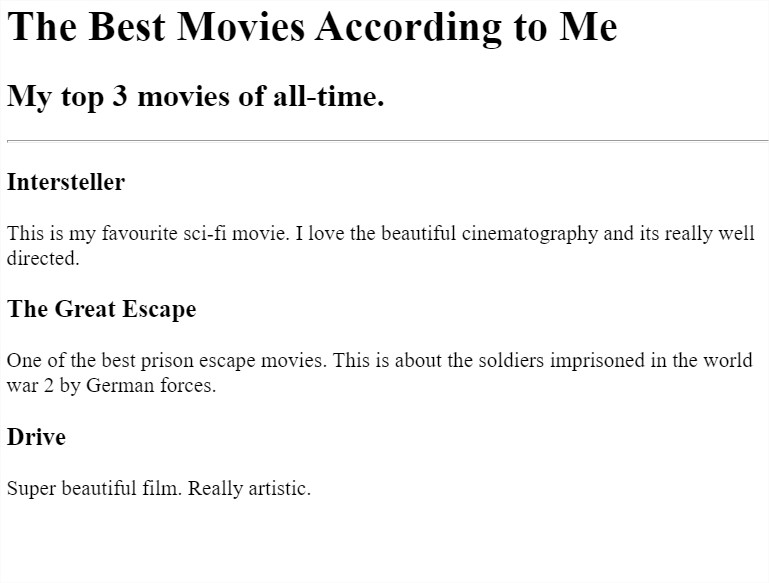 The Best Movies According to Me
My top 3 movies of all-time.
Intersteller
This is my favourite sci-fi movie. I love the beautiful cinematography and its really well
directed.
The Great Escape
One of the best prison escape movies. This is about the soldiers imprisoned in the world
war 2 by German forces.
Drive
Super beautiful film. Really artistic.